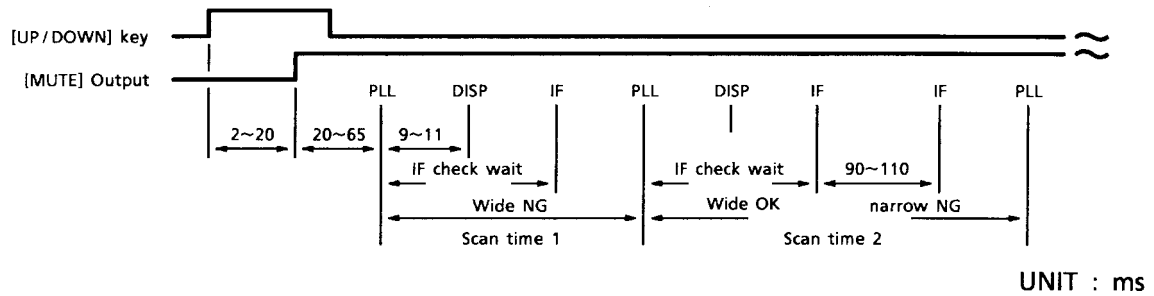 [UP/DOWN] key
[MUTE] Output
PLL DISP IF PLL DISP IF IF PLL
2~20 20~65 9~11
IF check wait IF check wait 90~110
Wide NG Wide OK narrow NG
Scan time 1 Scan time 2
UNIT : ms